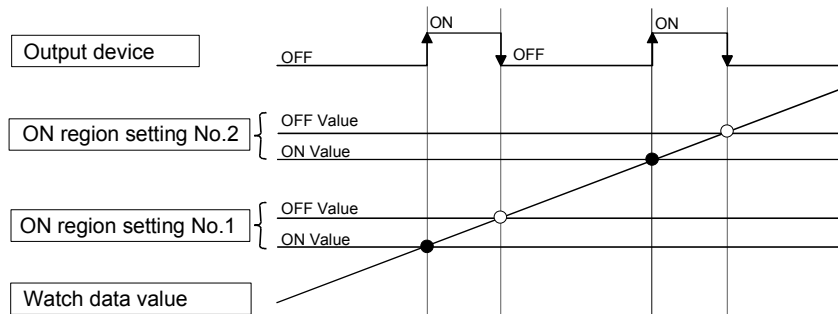 ON
ON
Output device
OFF
OFF
OFF Value
ON region setting No.2
ON Value
OFF Value
ON region setting No.1
ON Value
Watch data value